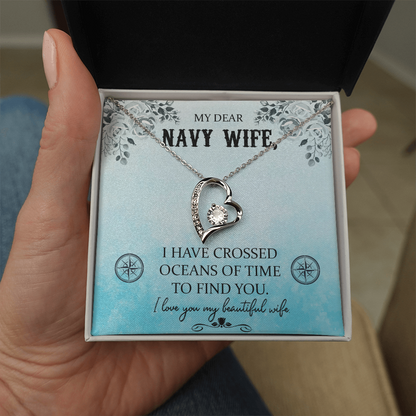 MY DEAR
NAVY WIFE,
I HAVE CROSSED
OCEANS OF TIME
TO FIND YOU.
I love you my beautiful wife